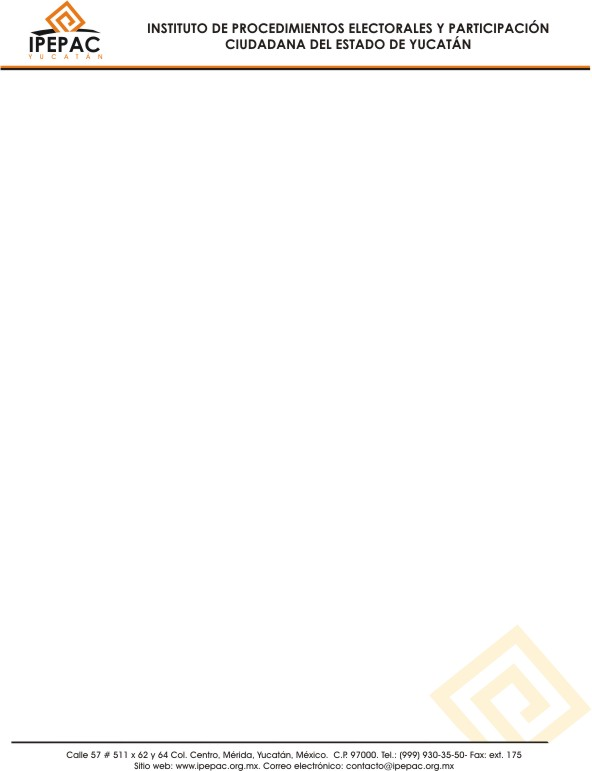 IPEPAC
YUCATÁN
INSTITUTO DE PROCEDIMIENTOS ELECTORALES Y PARTICIPACIÓN
CIUDADANA DEL ESTADO DE YUCATÁN
Calle 57 # 511 x 62 y 64 Col. Centro, Mérida, Yucatán, México. C.P. 97000. Tel.: (999) 930-35-50- Fax: ext. 175
Sitio web: www.ipepac.org.mx. Correo electrónico: contacto@ipepac.org.mx